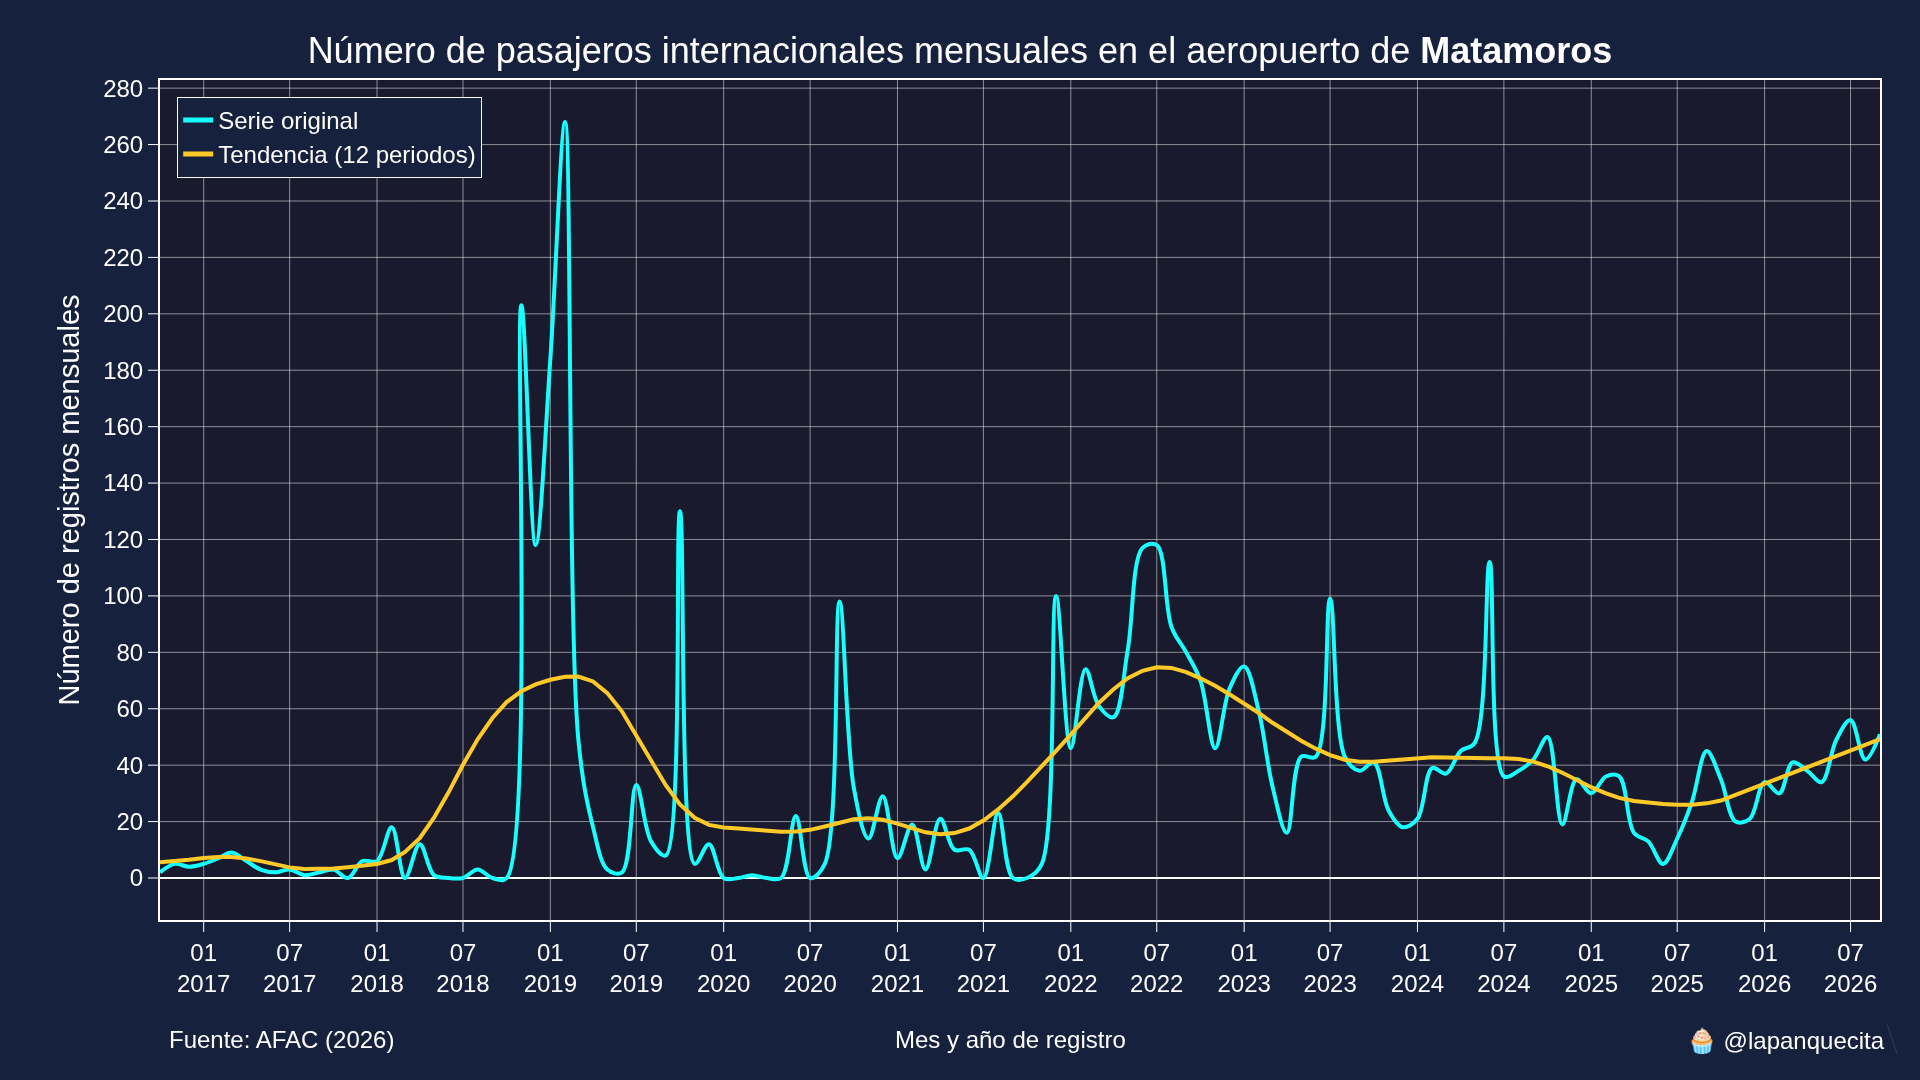 Número de pasajeros internacionales mensuales en el aeropuerto de Matamoros
Serie original
Tendencia (12 periodos)
Número de registros mensuales
280
260
240
220
200
180
160
140
120
100
80
60
40
20
0
01 07 01 07 01 07 01 07 01 07 01 07 01 07 01 07 01 07 01 07
2017 2017 2018 2018 2019 2019 2020 2020 2021 2021 2022 2022 2023 2023 2024 2024 2025 2025 2026 2026
Fuente: AFAC (2026) Mes y año de registro 🧁 @lapanquecita